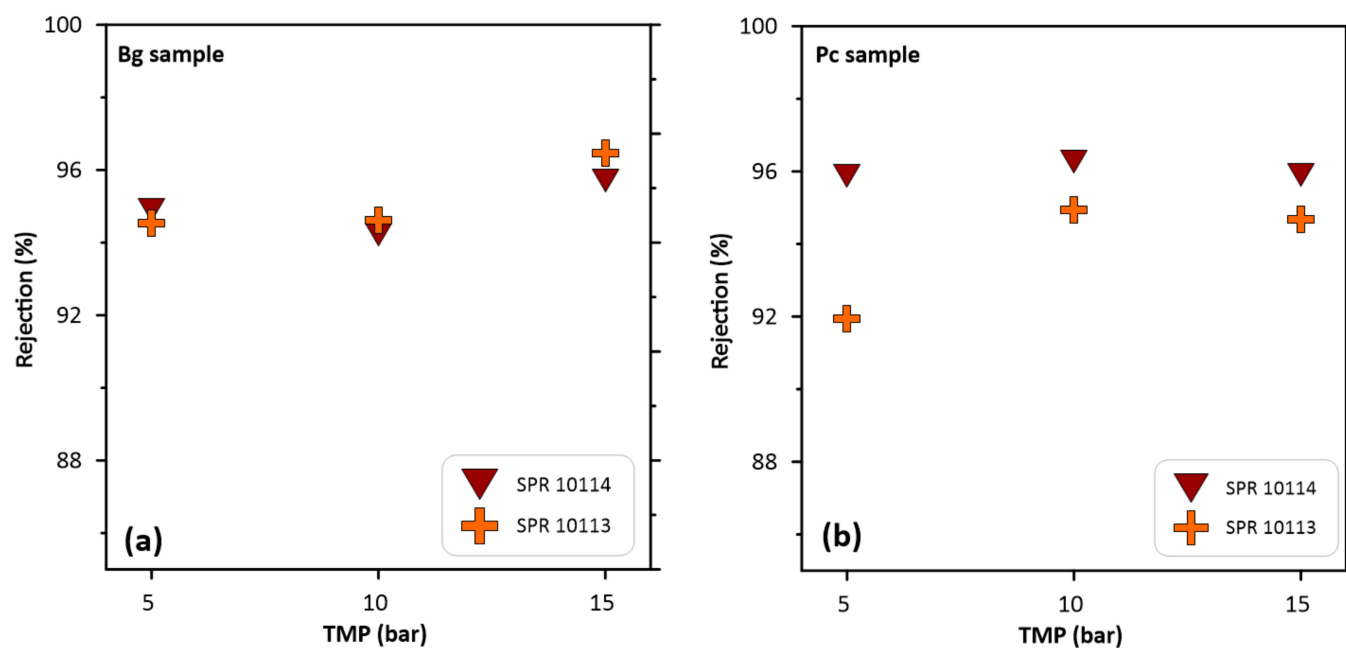 Bg sample
100
96
92
88
Rejection (%)
SPR 10114
SPR 10113
(a)
5
10
15
TMP (bar)
Pc sample
100
96
92
88
Rejection (%)
SPR 10114
SPR 10113
(b)
5
10
15
TMP (bar)